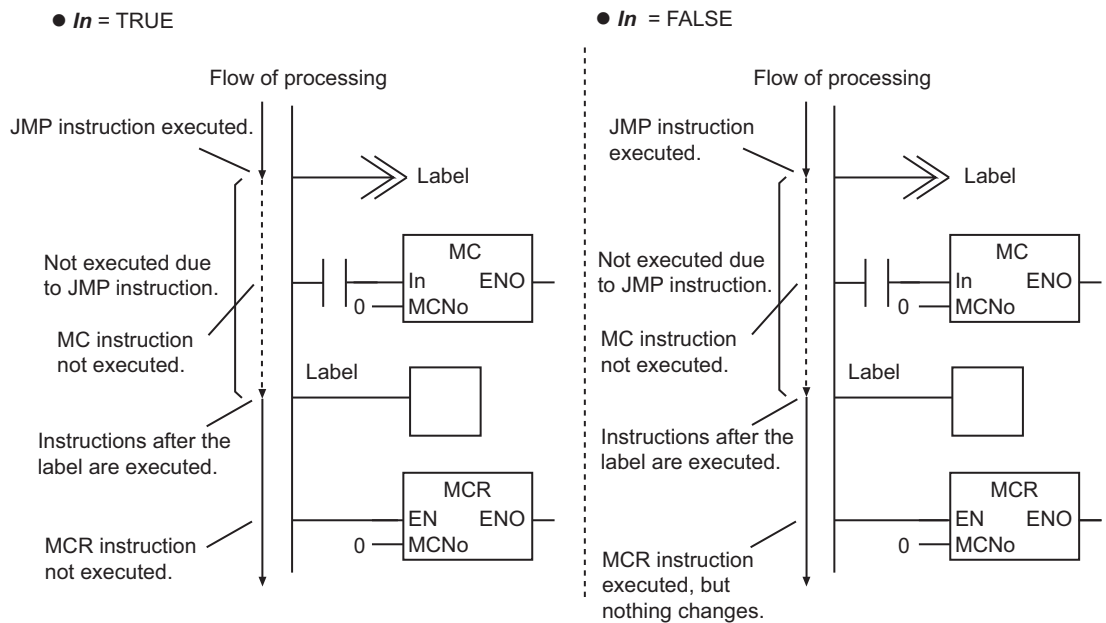 ● In = TRUE
Flow of processing
JMP instruction executed.
Label
Not executed due
to JMP instruction.
MC
In ENO
0 MCNo
MC instruction
not executed.
Label
Instructions after the
label are executed.
MCR
EN ENO
0 MCNo
MCR instruction
not executed.
● In = FALSE
Flow of processing
JMP instruction
executed.
Label
Not executed due
to JMP instruction.
MC
In ENO
0 MCNo
MC instruction
not executed.
Label
Instructions after the
label are executed.
MCR
EN ENO
0 MCNo
MCR instruction
executed, but
nothing changes.